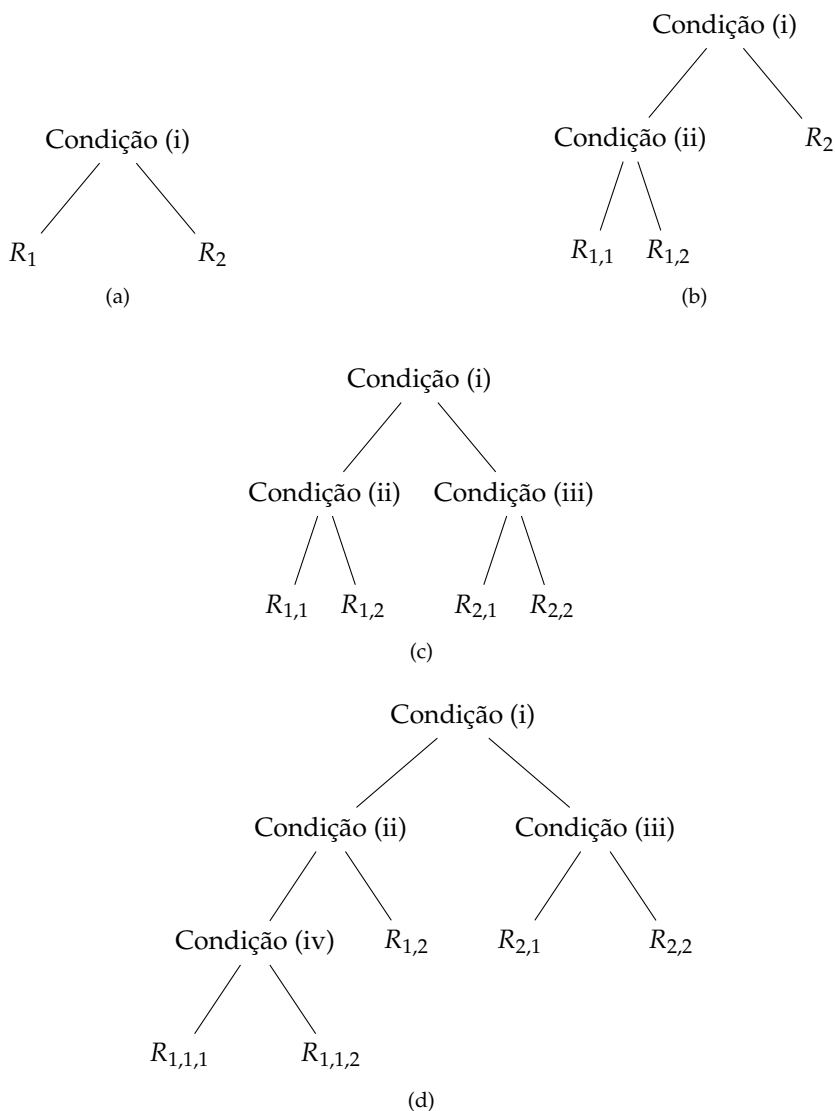 Condição (i)
R1 R2
(a)
Condição (i)
Condição (ii) R2
R1,1 R1,2
(b)
Condição (i)
Condição (ii) Condição (iii)
R1,1 R1,2 R2,1 R2,2
(c)
Condição (i)
Condição (ii) Condição (iii)
Condição (iv) R1,2 R2,1 R2,2
R1,1,1 R1,1,2
(d)